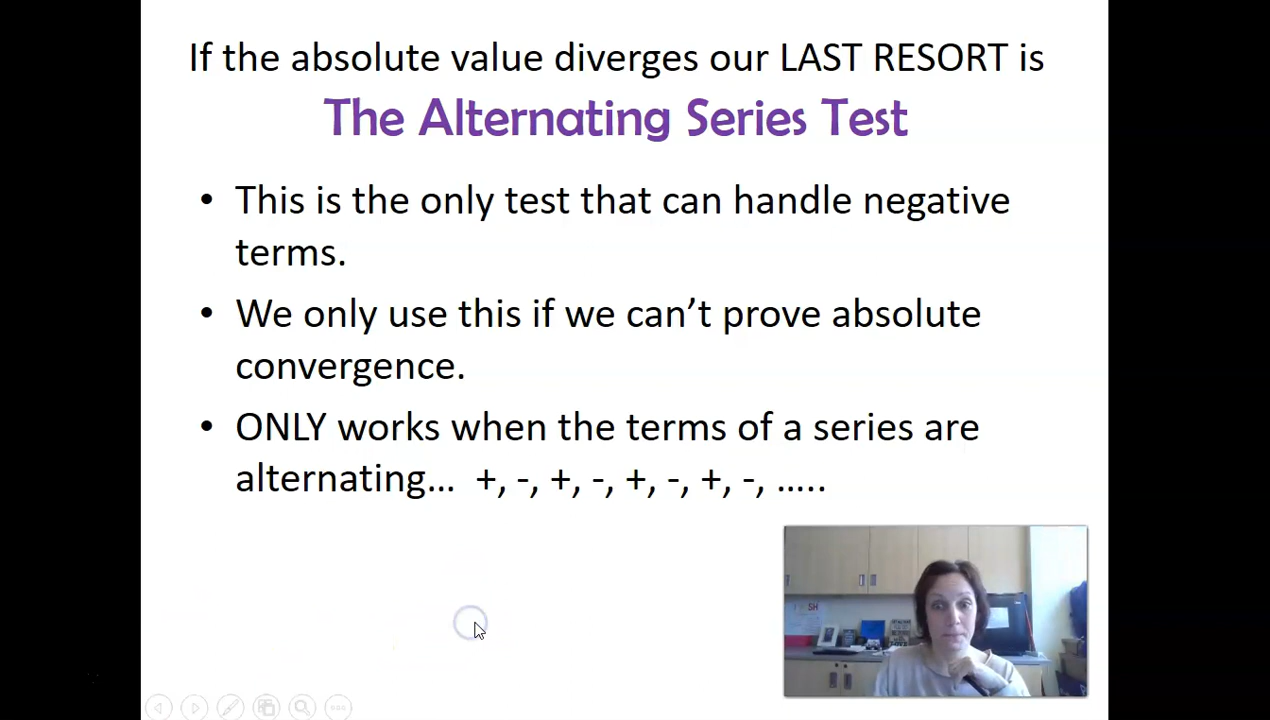 If the absolute value diverges our LAST RESORT is
The Alternating Series Test
• This is the only test that can handle negative
terms.
• We only use this if we can’t prove absolute
convergence.
• ONLY works when the terms of a series are
alternating… +, -, +, -, +, -, +, -, …..